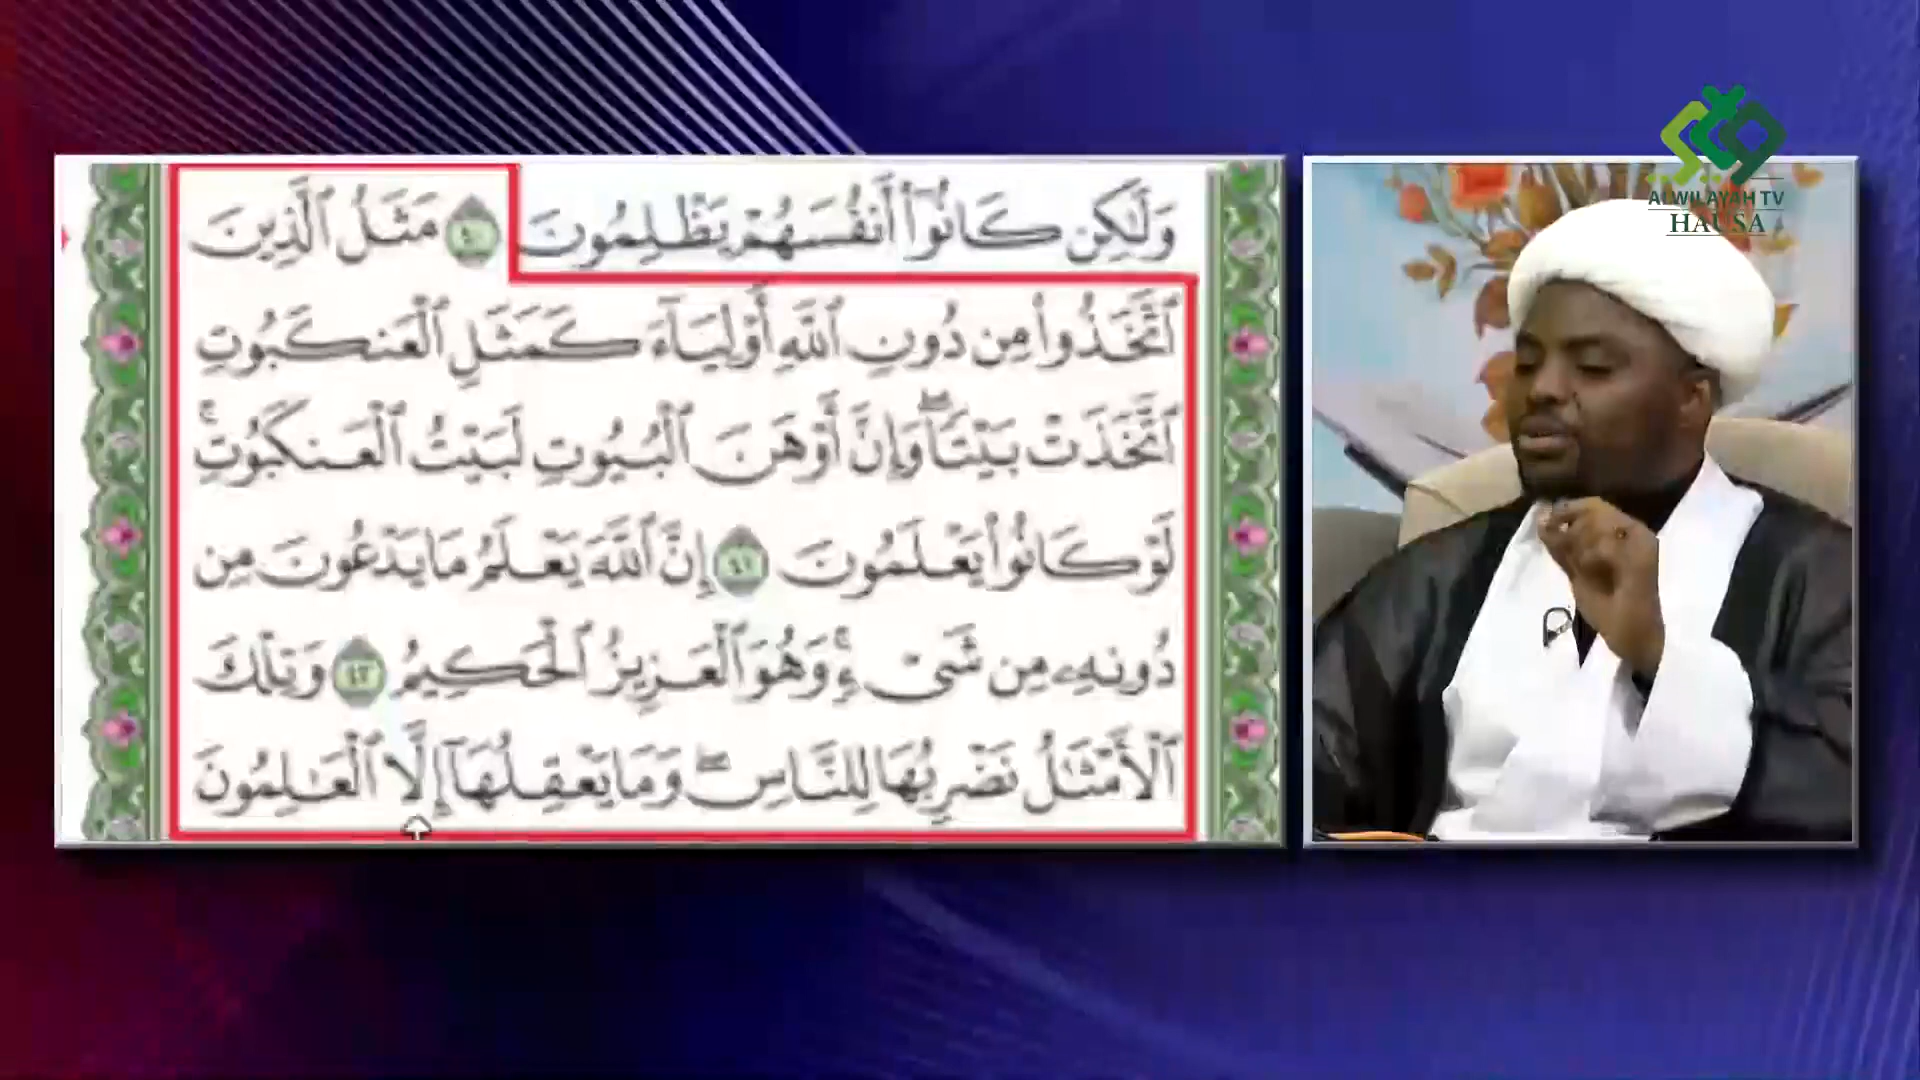 وَلَٰكِن كَانُوٓا۟ أَنفُسَهُمْ يَظْلِمُونَ ٤٠ مَثَلُ ٱلَّذِينَ
ٱتَّخَذُوا۟ مِن دُونِ ٱللَّهِ أَوْلِيَآءَ كَمَثَلِ ٱلْعَنكَبُوتِ
ٱتَّخَذَتْ بَيْتًا ۖ وَإِنَّ أَوْهَنَ ٱلْبُيُوتِ لَبَيْتُ ٱلْعَنكَبُوتِ ۚ
لَوْ كَانُوا۟ يَعْلَمُونَ ٤١ إِنَّ ٱللَّهَ يَعْلَمُ مَا يَدْعُونَ مِن
دُونِهِۦ مِن شَىْءٍ ۚ وَهُوَ ٱلْعَزِيزُ ٱلْحَكِيمُ ٤٢ وَتِلْكَ
ٱلْأَمْثَٰلُ نَضْرِبُهَا لِلنَّاسِ ۖ وَمَا يَعْقِلُهَآ إِلَّا ٱلْعَٰلِمُونَ
ALWILAYAH TV
HAUSA